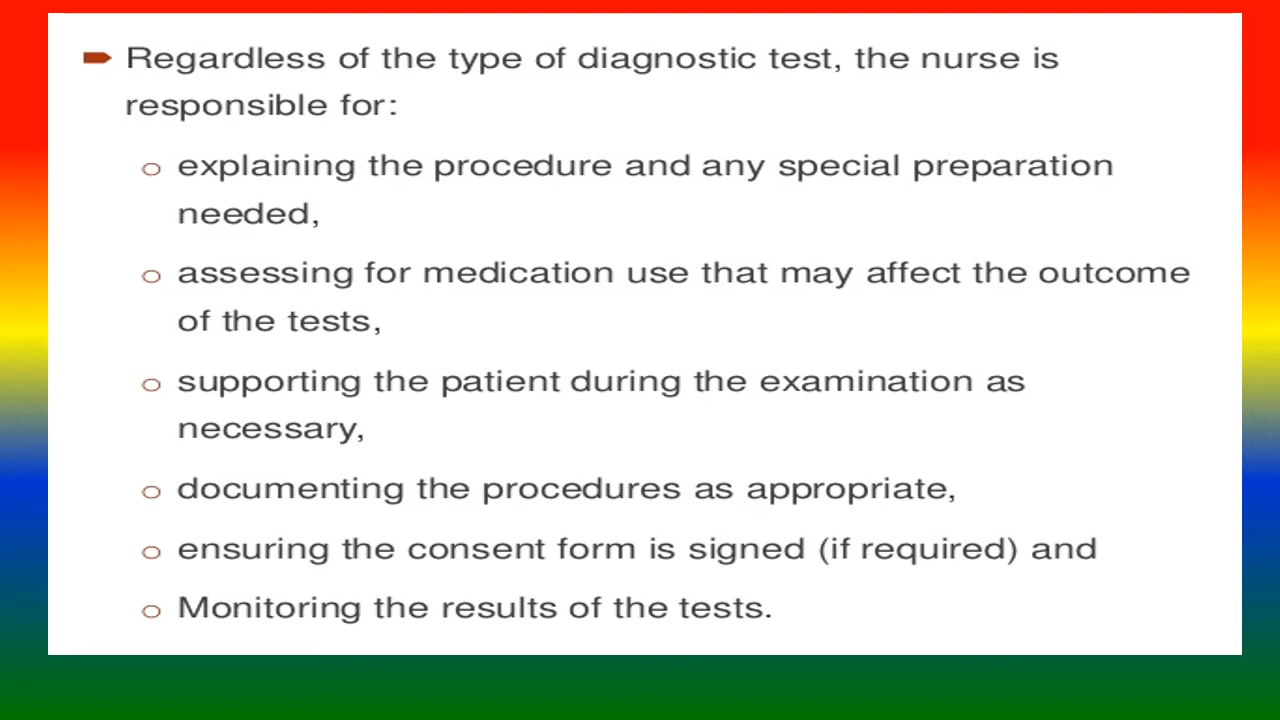 Regardless of the type of diagnostic test, the nurse is
responsible for:
explaining the procedure and any special preparation
needed,
assessing for medication use that may affect the outcome
of the tests,
supporting the patient during the examination as
necessary,
documenting the procedures as appropriate,
ensuring the consent form is signed (if required) and
Monitoring the results of the tests.